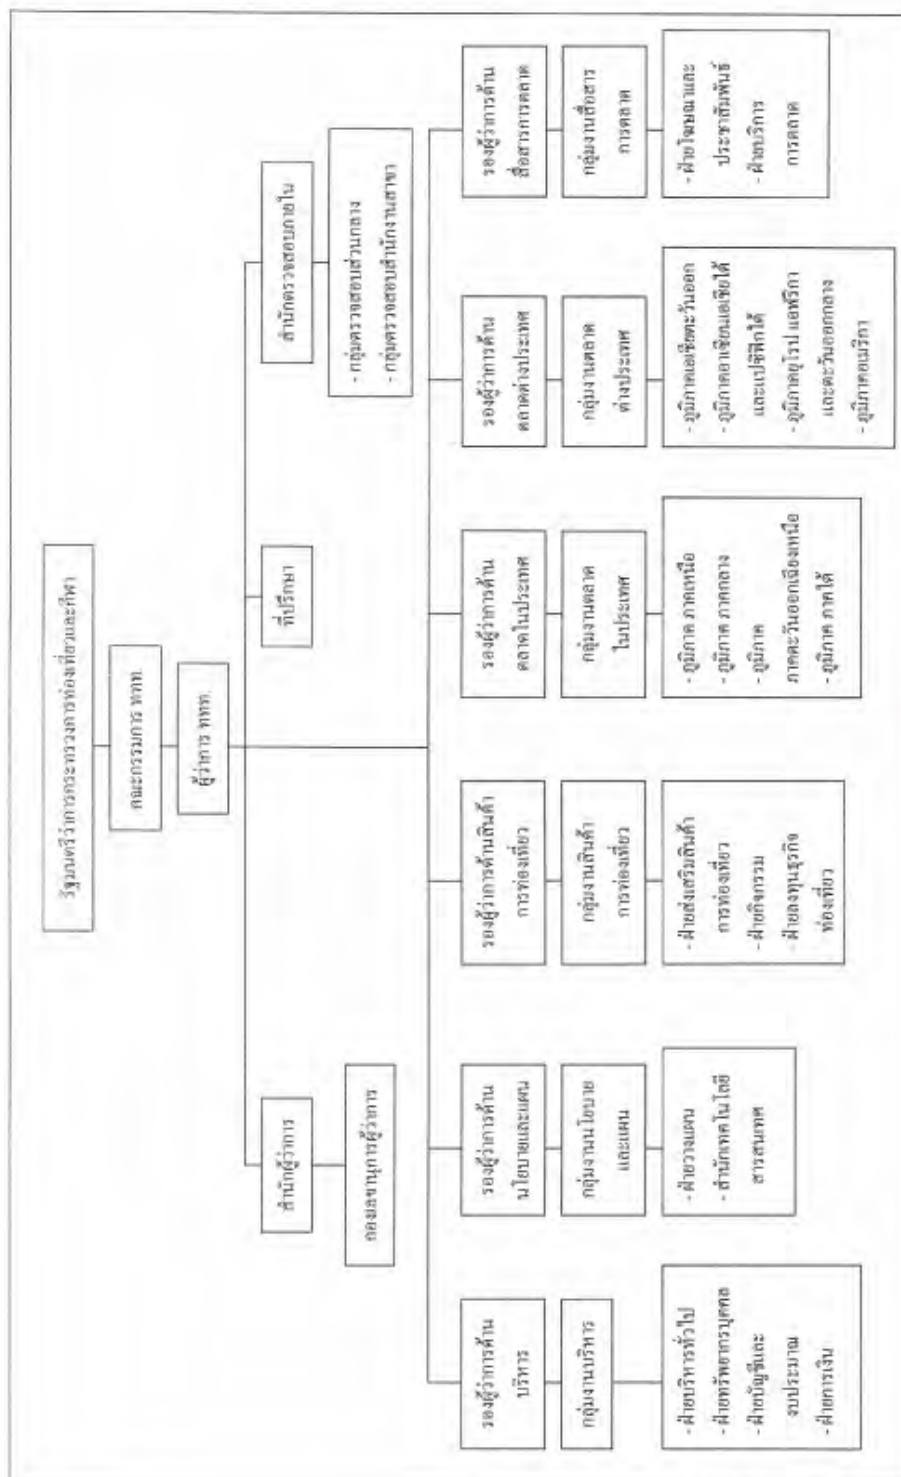 รัฐมนตรีว่าการกระทรวงการท่องเที่ยวและกีฬา
คณะกรรมการ ททท.
ผู้ว่าการ ททท.
สำนักผู้ว่าการ
ที่ปรึกษา
สำนักตรวจสอบภายใน
กองเลขานุการผู้ว่าการ
- กลุ่มตรวจสอบส่วนกลาง
- กลุ่มตรวจสอบสำนักงานสาขา
รองผู้ว่าการด้าน
บริหาร
กลุ่มงานบริหาร
- ฝ่ายบริหารทั่วไป
- ฝ่ายทรัพยากรบุคคล
- ฝ่ายบัญชีและ
งบประมาณ
- ฝ่ายการเงิน
รองผู้ว่าการด้าน
นโยบายและแผน
กลุ่มงานนโยบาย
และแผน
- ฝ่ายวางแผน
- สำนักเทคโนโลยี
สารสนเทศ
รองผู้ว่าการด้านสินค้า
การท่องเที่ยว
กลุ่มงานสินค้า
การท่องเที่ยว
- ฝ่ายส่งเสริมสินค้า
การท่องเที่ยว
- ฝ่ายกิจกรรม
- ฝ่ายลงทุนธุรกิจ
ท่องเที่ยว
รองผู้ว่าการด้าน
ตลาดในประเทศ
กลุ่มงานตลาด
ในประเทศ
- ภูมิภาค ภาคเหนือ
- ภูมิภาค ภาคกลาง
- ภูมิภาค
ภาคตะวันออกเฉียงเหนือ
- ภูมิภาค ภาคใต้
รองผู้ว่าการด้าน
ตลาดต่างประเทศ
กลุ่มงานตลาด
ต่างประเทศ
- ภูมิภาคเอเชียตะวันออก
- ภูมิภาคอาเซียนเอเชียใต้
และแปซิฟิกใต้
- ภูมิภาคยุโรป แอฟริกา
และตะวันออกกลาง
- ภูมิภาคอเมริกา
รองผู้ว่าการด้าน
สื่อสารการตลาด
กลุ่มงานสื่อสาร
การตลาด
- ฝ่ายโฆษณาและ
ประชาสัมพันธ์
- ฝ่ายบริการ
การตลาด